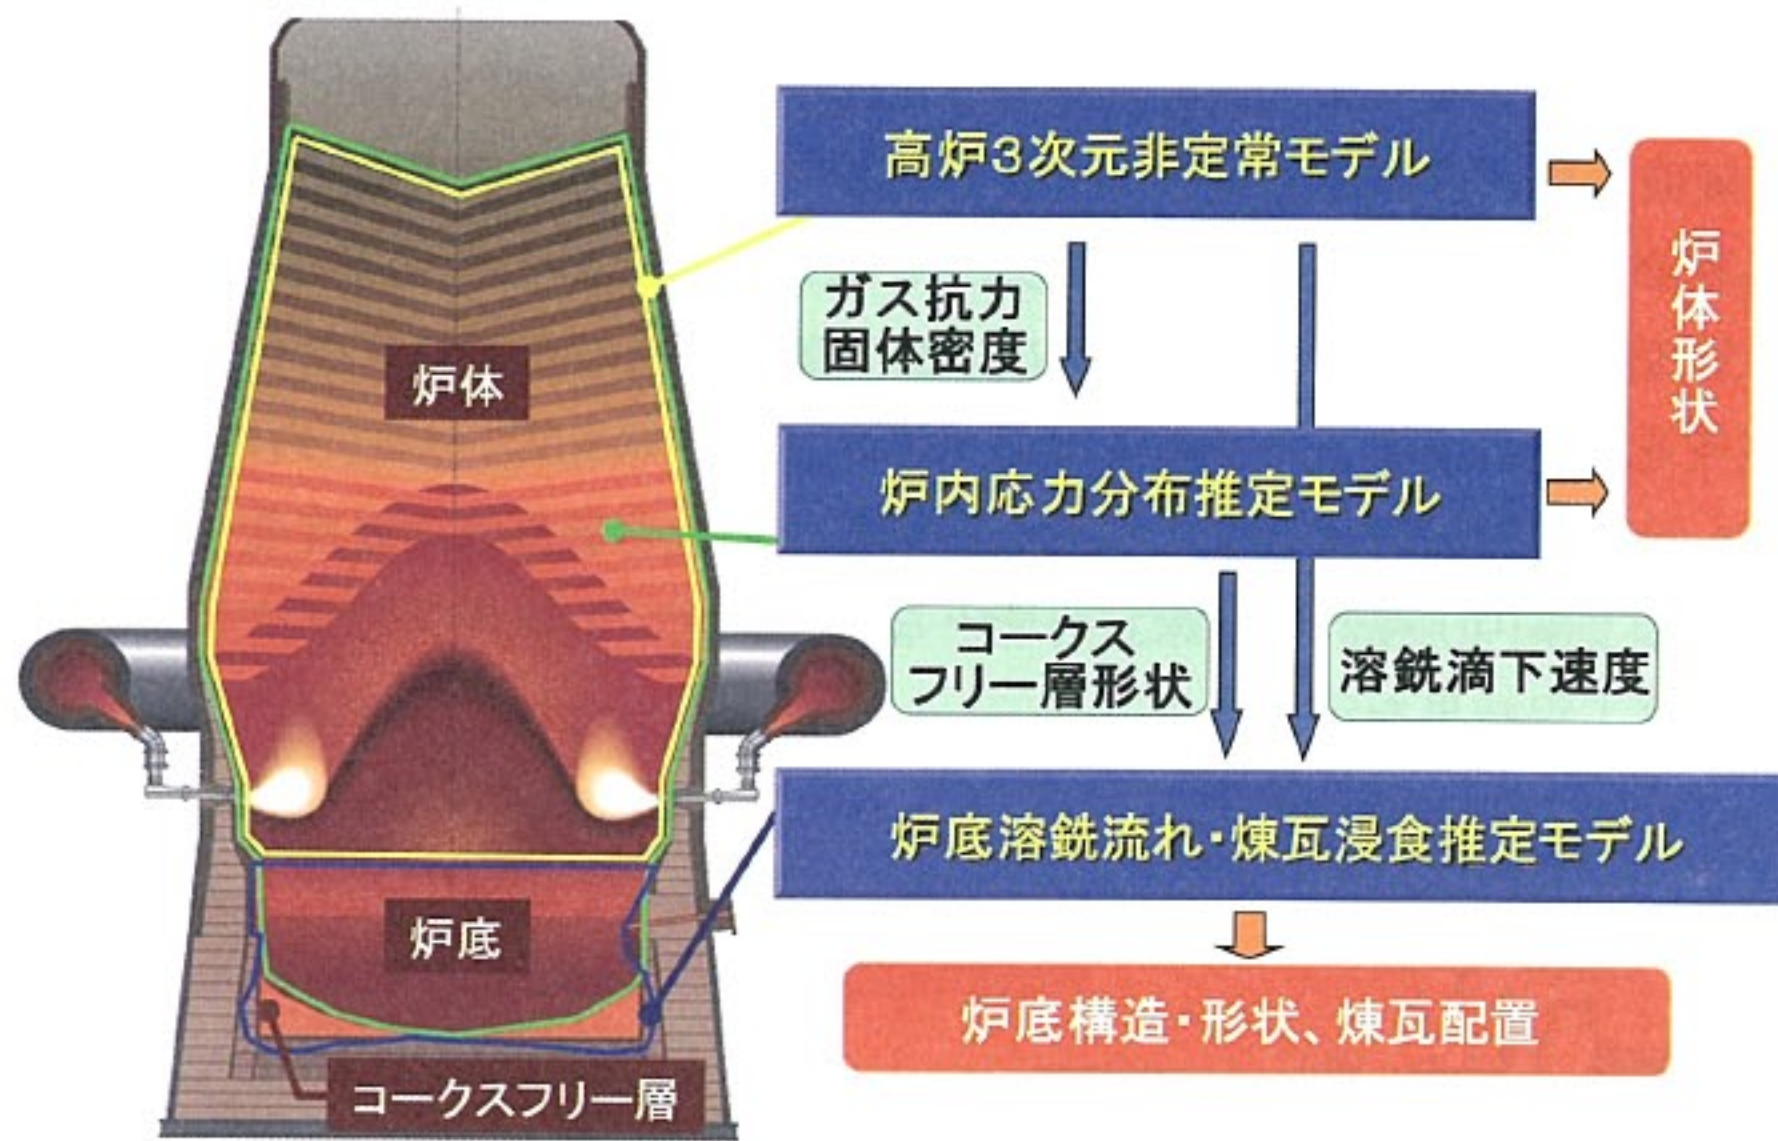 高炉3次元非定常モデル
ガス抗力
固体密度
炉体形状
炉体
炉内応力分布推定モデル
コークス
フリー層形状
溶銑滴下速度
炉底溶銑流れ・煉瓦浸食推定モデル
炉底
炉底構造・形状、煉瓦配置
コークスフリー層